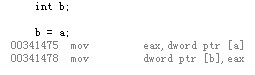 int b;
b = a;
00341475 mov eax,dword ptr [a]
00341478 mov dword ptr [b],eax